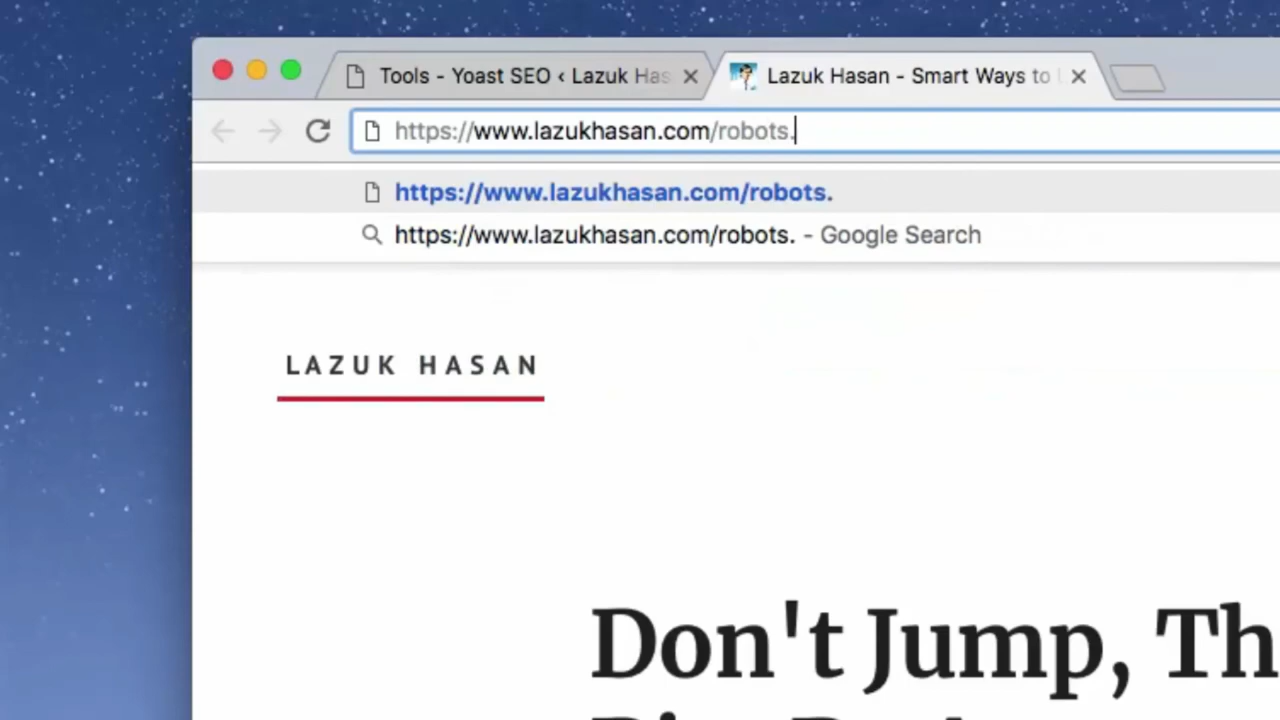 Tools - Yoast SEO ‹ Lazuk Has
Lazuk Hasan - Smart Ways to
https://www.lazukhasan.com/robots.
https://www.lazukhasan.com/robots.
https://www.lazukhasan.com/robots. - Google Search
LAZUK HASAN
Don't Jump, Th